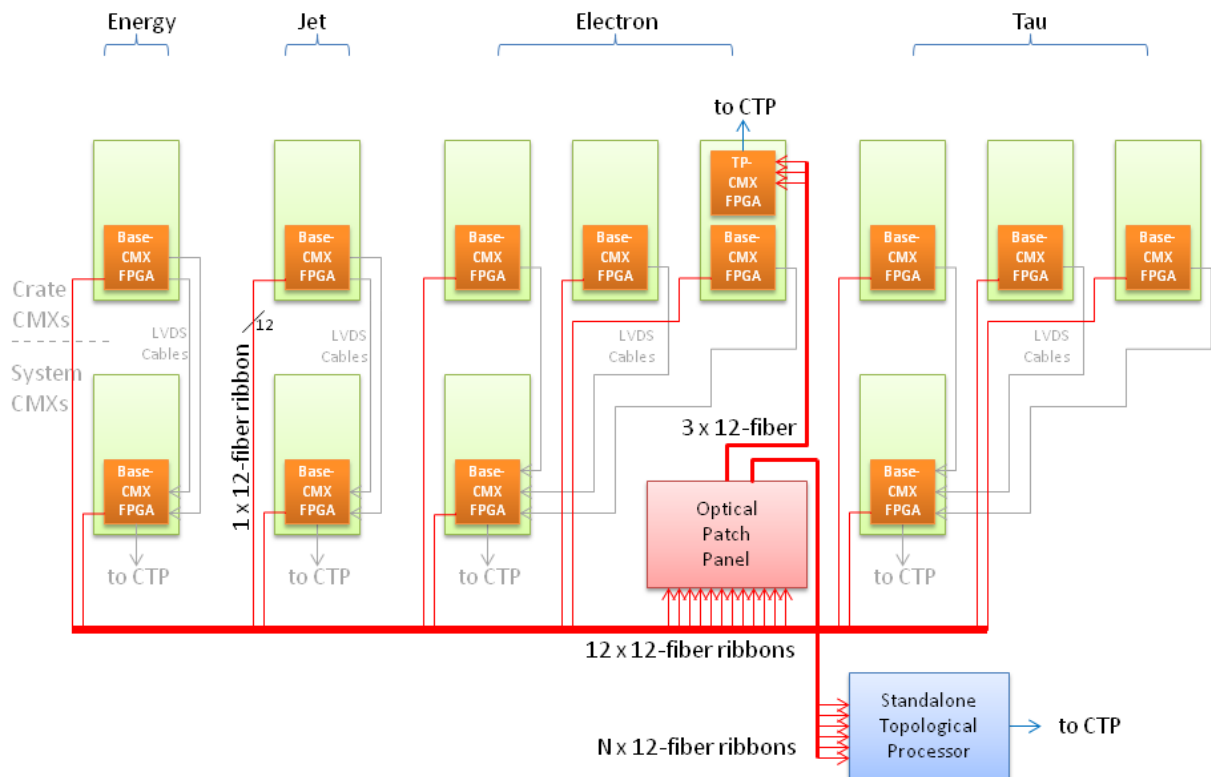 Energy
Jet
Electron
Tau
to CTP
TP-
CMX
FPGA
Base-
CMX
FPGA
Base-
CMX
FPGA
Base-
CMX
FPGA
Base-
CMX
FPGA
Base-
CMX
FPGA
Base-
CMX
FPGA
Base-
CMX
FPGA
Base-
CMX
FPGA
Crate
CMXs
System
CMXs
LVDS
Cables
12
1 x 12-fiber ribbon
LVDS
Cables
LVDS
Cables
LVDS
Cables
3 x 12-fiber
Base-
CMX
FPGA
Base-
CMX
FPGA
Base-
CMX
FPGA
Base-
CMX
FPGA
Optical
Patch
Panel
to CTP
to CTP
to CTP
to CTP
12 x 12-fiber ribbons
N x 12-fiber ribbons
Standalone
Topological
Processor
to CTP